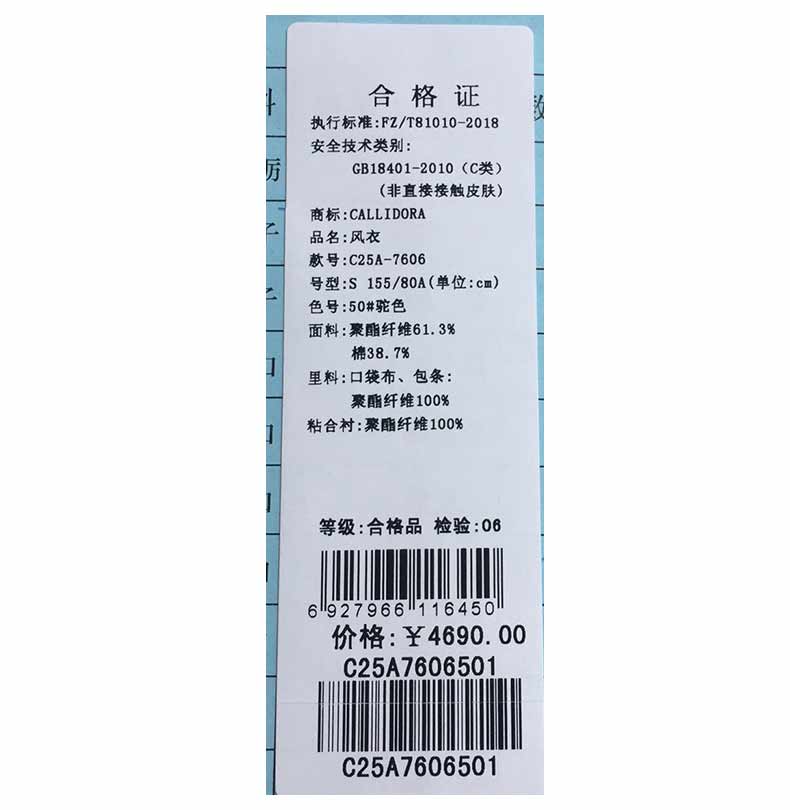 合格证
执行标准:FZ/T81010-2018
安全技术类别:
GB18401-2010（C类）
(非直接接触皮肤)
商标:CALLIDORA
品名:风衣
款号:C25A-7606
号型:S 155/80A(单位:cm)
色号:50#驼色
面料:聚酯纤维61.3%
棉38.7%
里料:口袋布、包条:
聚酯纤维100%
粘合衬:聚酯纤维100%
等级:合格品 检验:06
6 927966 116450
价格:￥4690.00
C25A7606501
C25A7606501